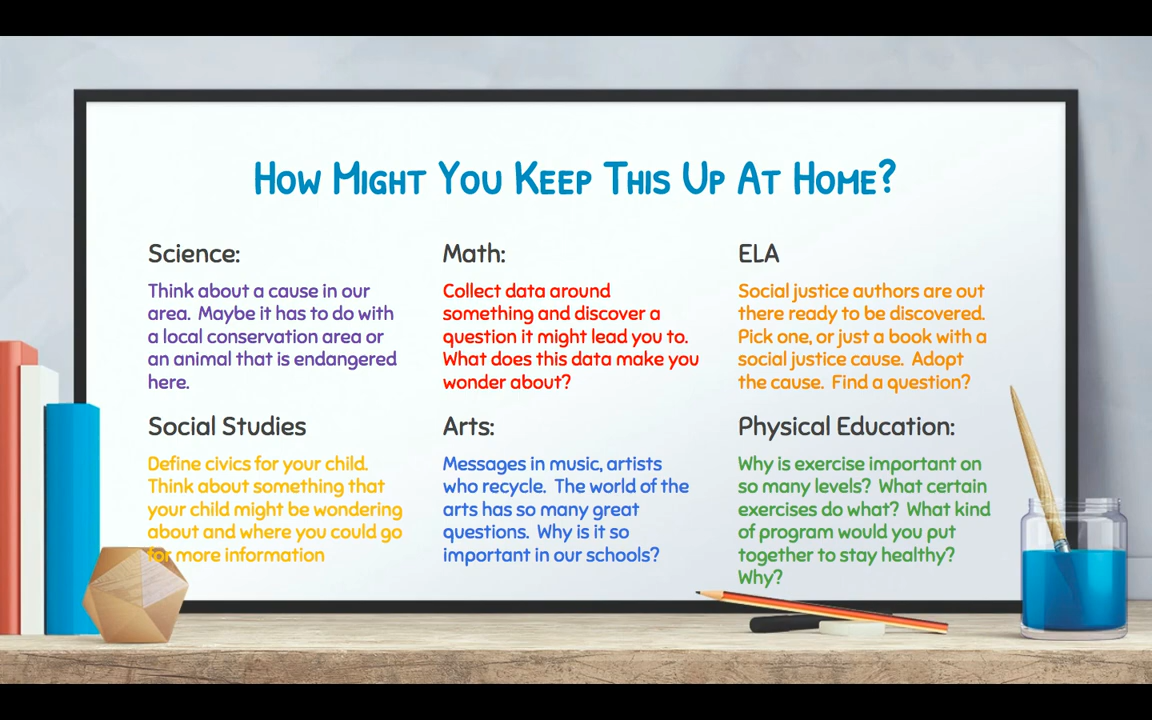 How Might You Keep This Up At Home?
Science:
Think about a cause in our
area.  Maybe it has to do with
a local conservation area or
an animal that is endangered
here.
Math:
Collect data around
something and discover a
question it might lead you to.
What does this data make you
wonder about?
ELA
Social justice authors are out
there ready to be discovered.
Pick one, or just a book with a
social justice cause.  Adopt
the cause.  Find a question?
Social Studies
Define civics for your child.
Think about something that
your child might be wondering
about and where you could go
for more information
Arts:
Messages in music, artists
who recycle.  The world of the
arts has so many great
questions.  Why is it so
important in our schools?
Physical Education:
Why is exercise important on
so many levels?  What certain
exercises do what?  What kind
of program would you put
together to stay healthy?
Why?